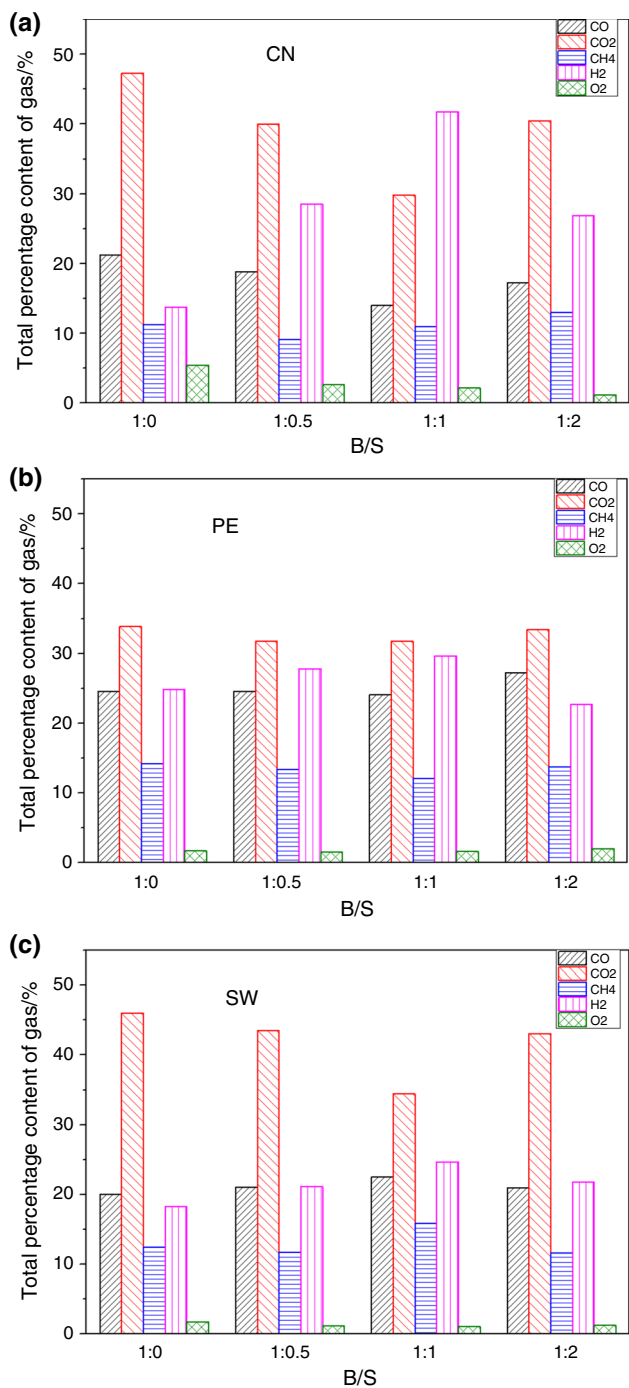 (a)
CN
CO
CO2
CH4
H2
O2
Total percentage content of gas/%
50
40
30
20
10
0
1:0 1:0.5 1:1 1:2
B/S
(b)
PE
CO
CO2
CH4
H2
O2
Total percentage content of gas/%
50
40
30
20
10
0
1:0 1:0.5 1:1 1:2
B/S
(c)
SW
CO
CO2
CH4
H2
O2
Total percentage content of gas/%
50
40
30
20
10
0
1:0 1:0.5 1:1 1:2
B/S